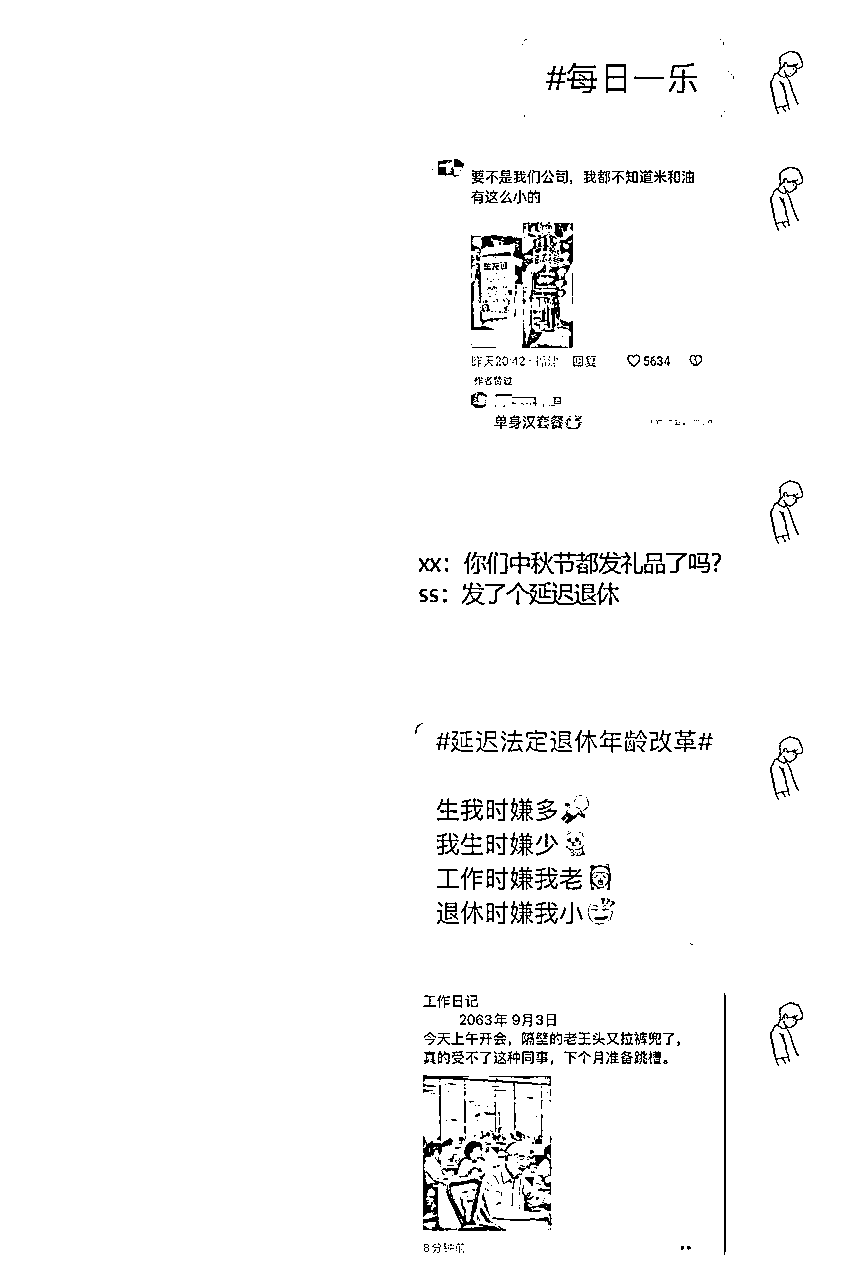 #每日一乐
要不是我们公司，我都不知道米和油
有这么小的
昨天20:42 · 福建 回复 5634
作者赞过
单身汉套餐
xx：你们中秋节都发礼品了吗？
ss：发了个延迟退休
#延迟法定退休年龄改革#
生我时嫌多
我生时嫌少
工作时嫌我老
退休时嫌我小
工作日记
2063年 9月3日
今天上午开会，隔壁的老王头又拉裤兜了，
真的受不了这种同事，下个月准备跳槽。
8分钟前